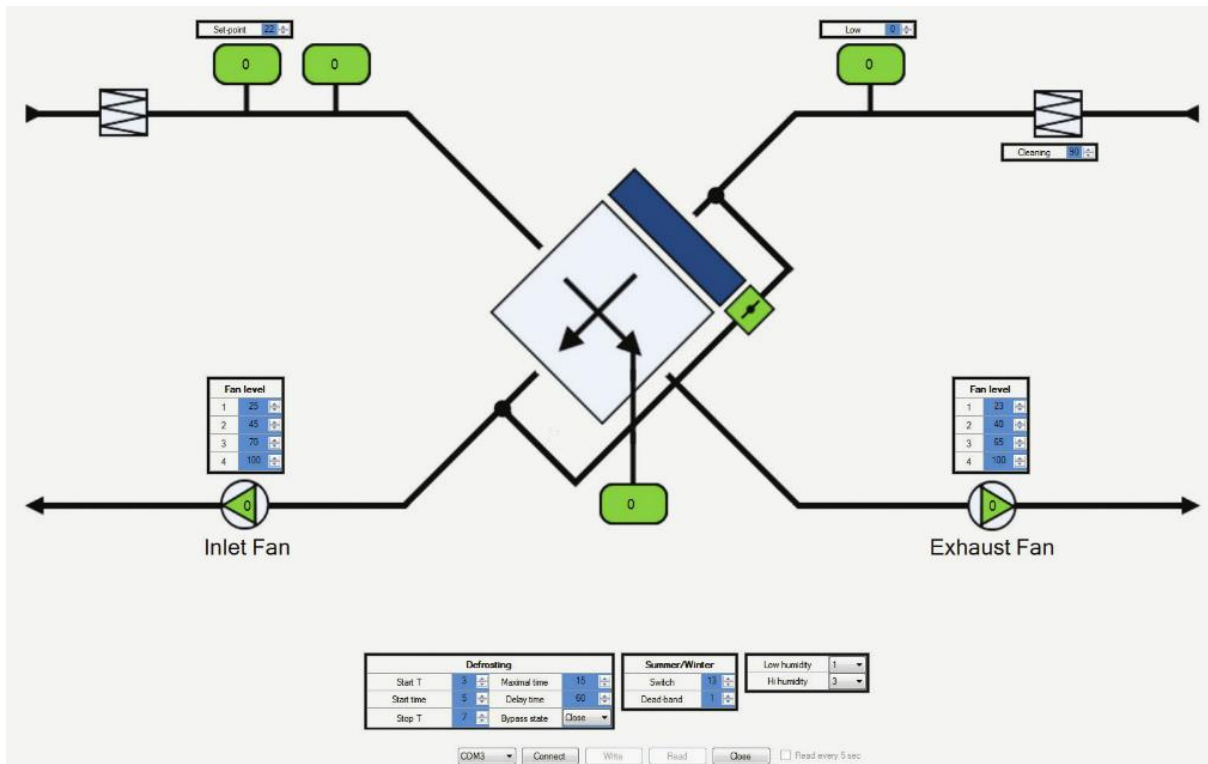 Set-point 22
Low 0
0
0
0
Cleaning 90
Fan level
1 25
2 45
3 70
4 100
Fan level
1 23
2 40
3 65
4 100
0
0
0
Inlet Fan
Exhaust Fan
Defrosting
Start T 3 Maximal time 15
Start time 5 Delay time 60
Stop T 7 Bypass state Close
Summer/Winter
Switch 13
Dead-band 1
Low humidity 1
Hi humidity 3
COM3 Connect Write Read Close Read every 5 sec